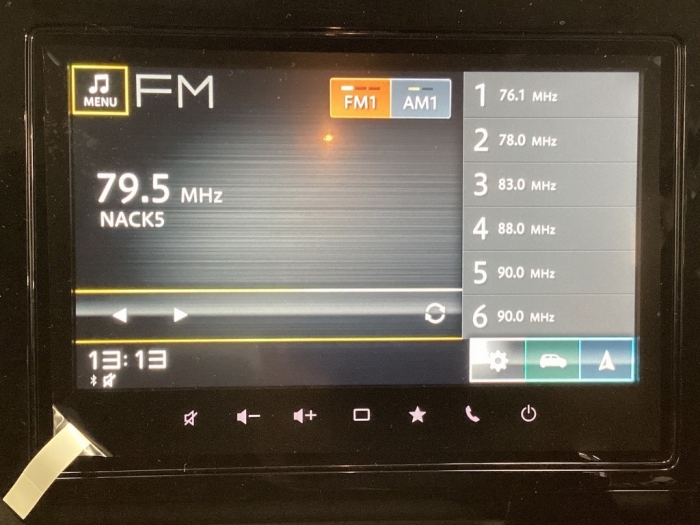 MENU
FM
FM1
AM1
79.5 MHz
NACK5
1 76.1 MHz
2 78.0 MHz
3 83.0 MHz
4 88.0 MHz
5 90.0 MHz
6 90.0 MHz
13:13